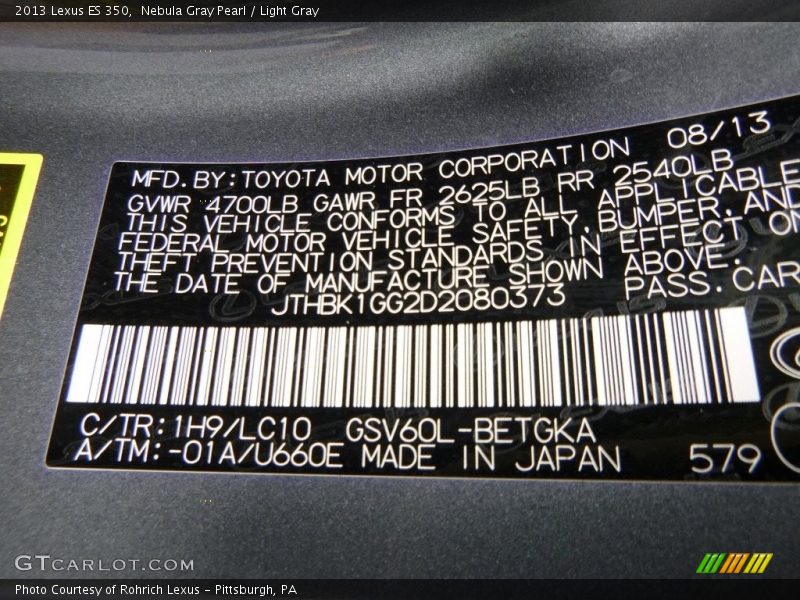 2013 Lexus ES 350,  Nebula Gray Pearl / Light Gray
MFD.BY:TOYOTA MOTOR CORPORATION 08/13
GVWR 4700LB GAWR FR 2625LB RR 2540LB
THIS VEHICLE CONFORMS TO ALL APPLICABLE
FEDERAL MOTOR VEHICLE SAFETY,BUMPER,AND
THEFT PREVENTION STANDARDS IN EFFECT ON
THE DATE OF MANUFACTURE SHOWN ABOVE.
JTHBK1GG2D2080373 PASS.CAR
C/TR:1H9/LC10 GSV60L-BETGKA
A/TM:-01A/U660E MADE IN JAPAN 579
GTCARLOT.COM
Photo Courtesy of Rohrich Lexus - Pittsburgh, PA